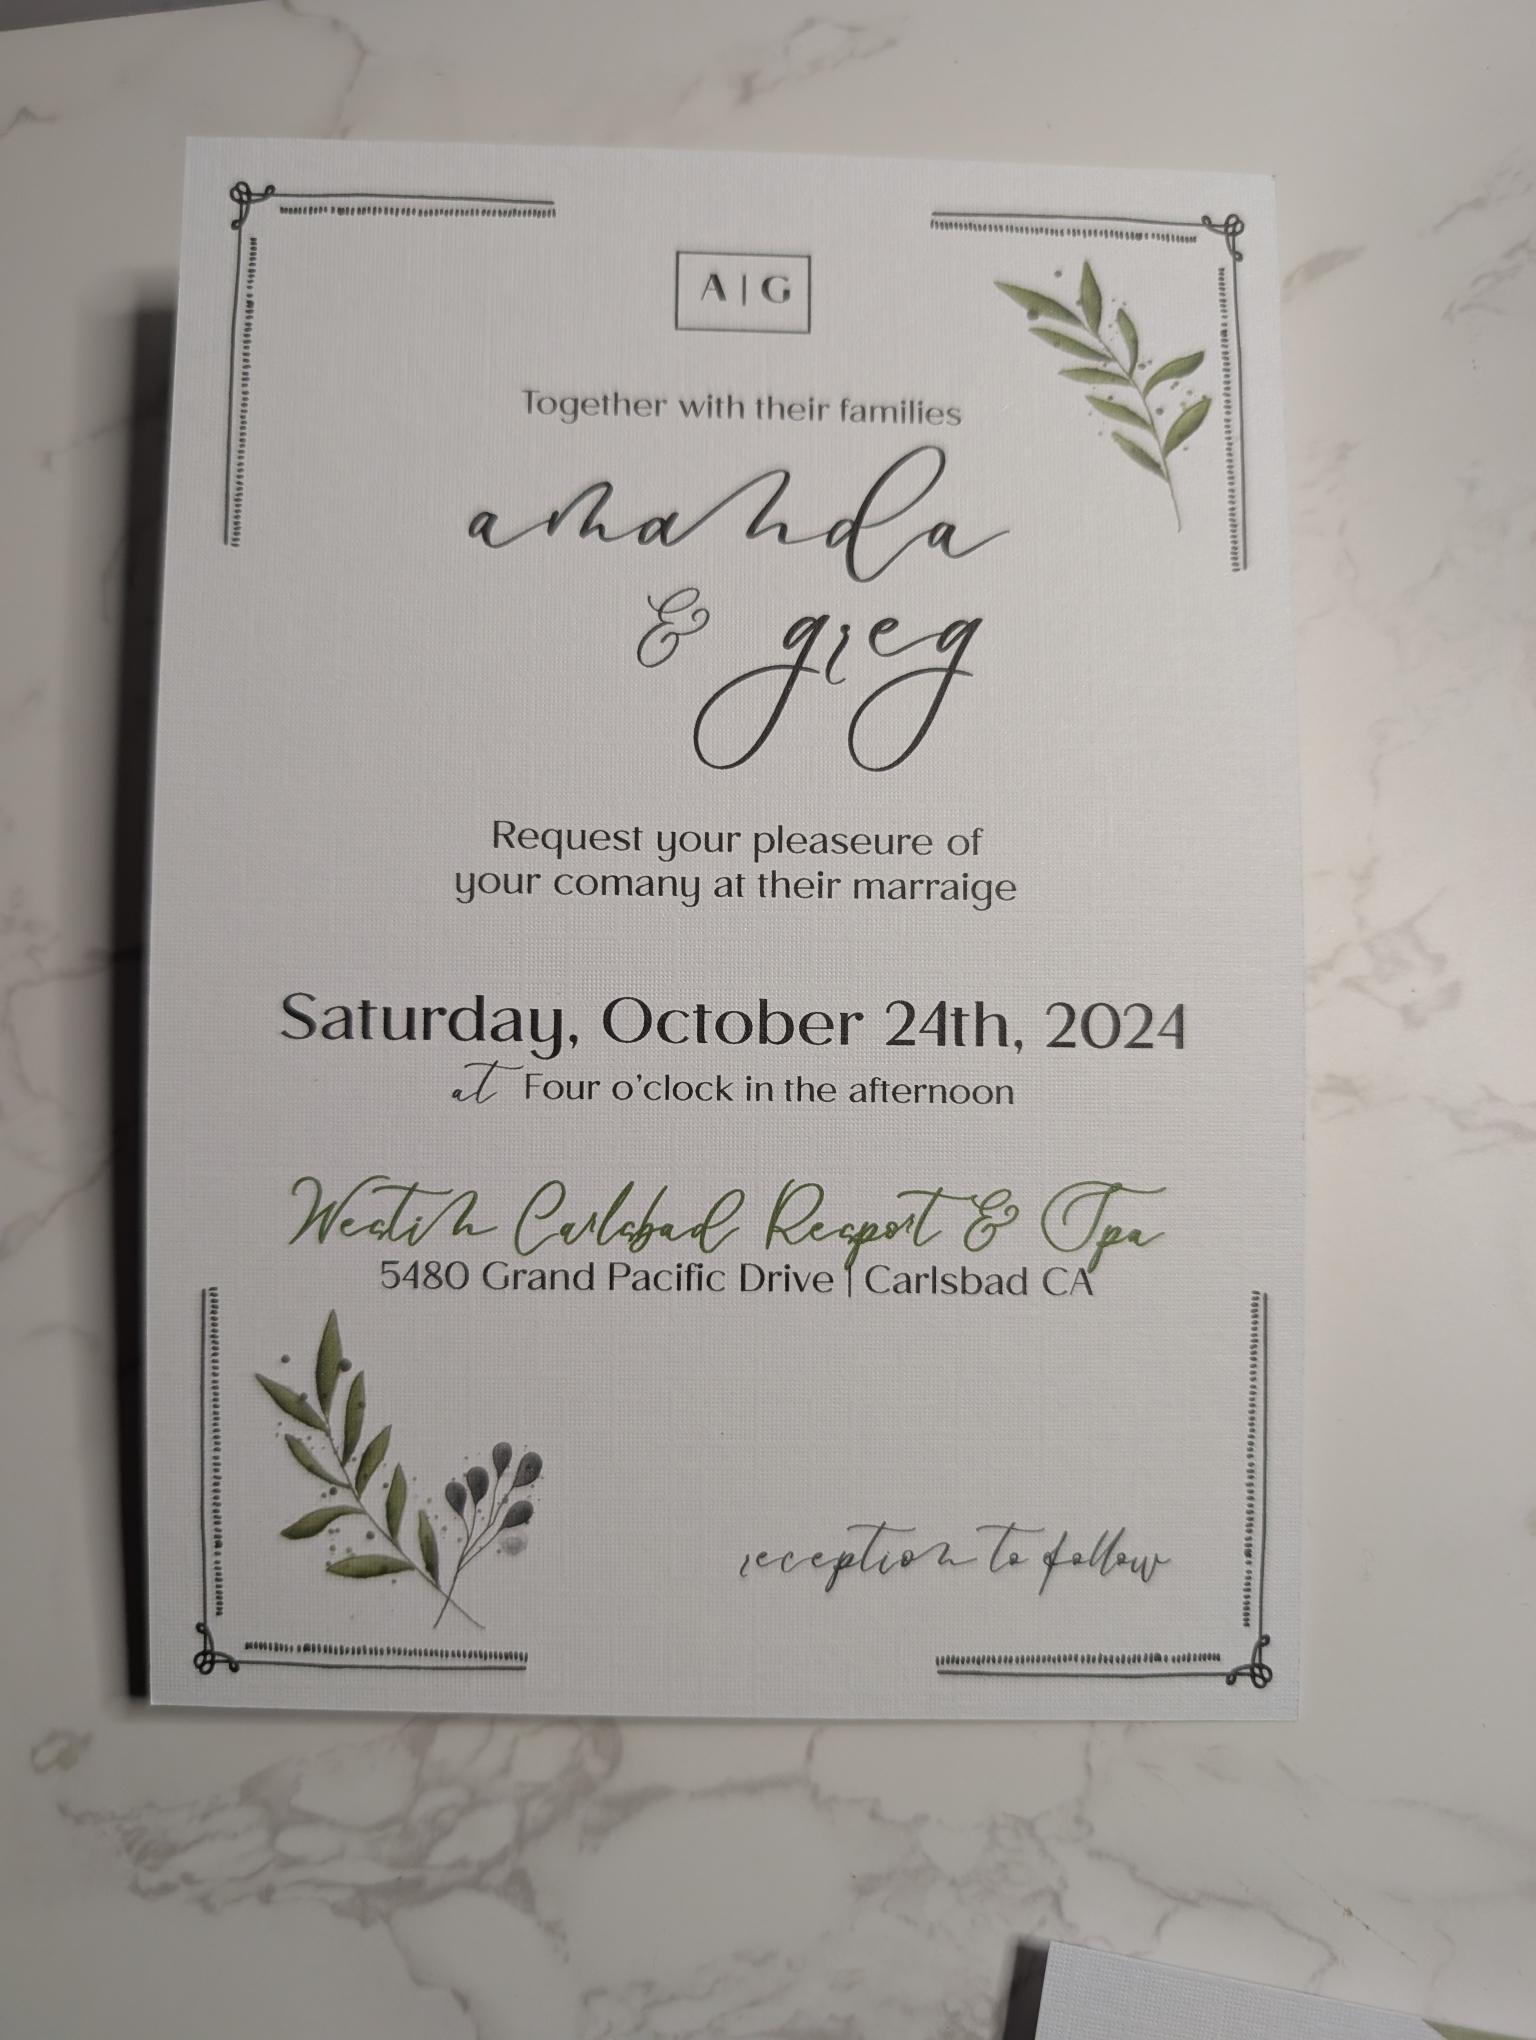 A | G
Together with their families
amanda
& greg
Request your pleaseure of
your comany at their marraige
Saturday, October 24th, 2024
at Four o'clock in the afternoon
Westin Carlsbad Resport & Spa
5480 Grand Pacific Drive | Carlsbad CA
reception to follow